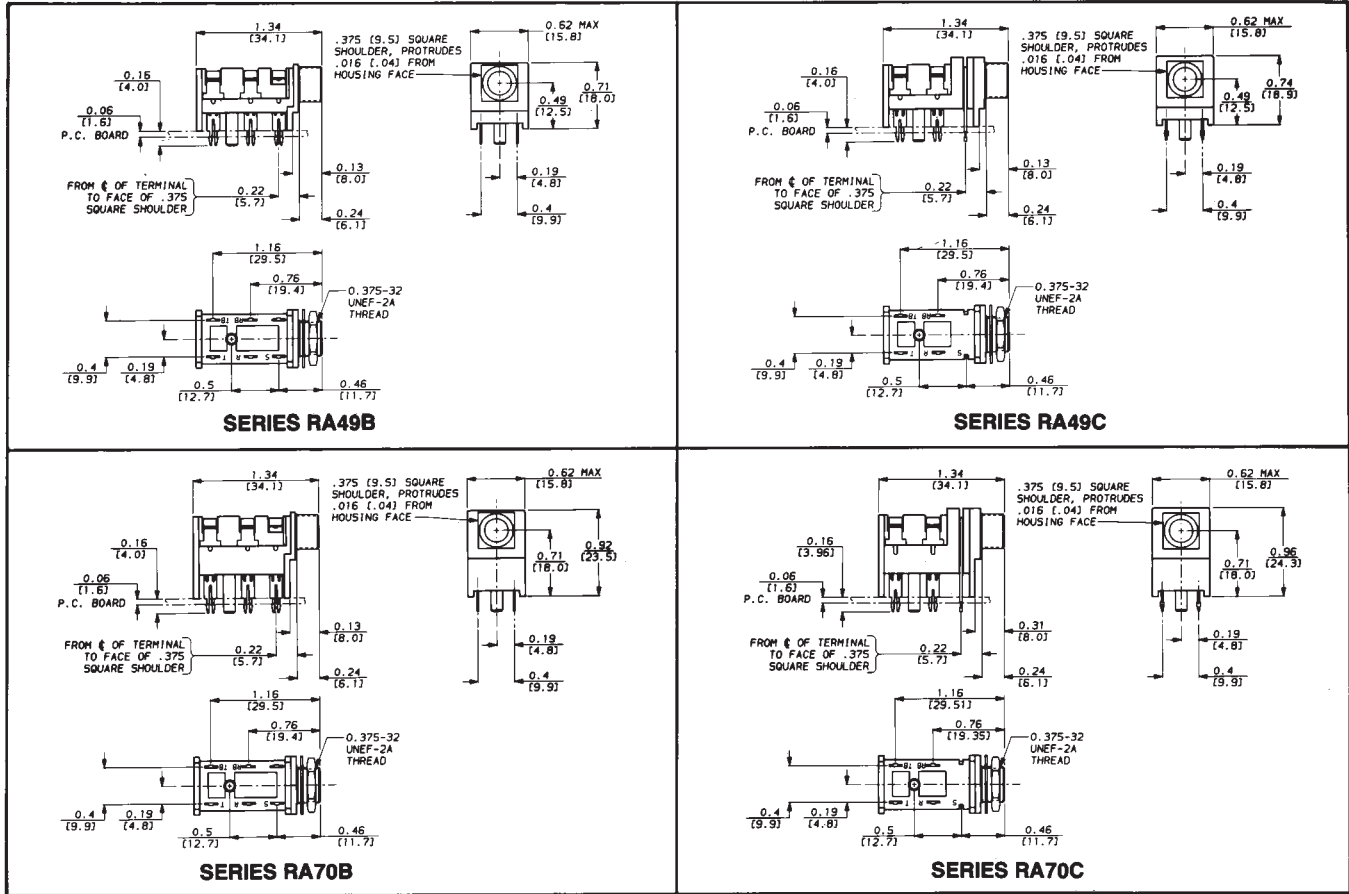 1.34
[34.1]
.375 [9.5] SQUARE
SHOULDER, PROTRUDES
.016 [.04] FROM
HOUSING FACE
0.62 MAX
[15.8]
0.16
[4.0]
0.06
[1.6]
P.C. BOARD
0.49
[12.5]
0.71
[18.0]
0.13
[8.0]
FROM ℄ OF TERMINAL
TO FACE OF .375
SQUARE SHOULDER
0.22
[5.7]
0.24
[6.1]
0.19
[4.8]
0.4
[9.9]
1.16
[29.5]
0.76
[19.4]
0.375-32
UNEF-2A
THREAD
TB RB
T R S
0.4
[9.9]
0.19
[4.8]
0.5
[12.7]
0.46
[11.7]
SERIES RA49B
1.34
[34.1]
.375 [9.5] SQUARE
SHOULDER, PROTRUDES
.016 [.04] FROM
HOUSING FACE
0.62 MAX
[15.8]
0.16
[4.0]
0.06
[1.6]
P.C. BOARD
0.49
[12.5]
0.74
[18.9]
0.13
[8.0]
FROM ℄ OF TERMINAL
TO FACE OF .375
SQUARE SHOULDER
0.22
[5.7]
0.24
[6.1]
0.19
[4.8]
0.4
[9.9]
1.16
[29.5]
0.76
[19.4]
0.375-32
UNEF-2A
THREAD
TB RB
T R S
0.4
[9.9]
0.19
[4.8]
0.5
[12.7]
0.46
[11.7]
SERIES RA49C
1.34
[34.1]
.375 [9.5] SQUARE
SHOULDER, PROTRUDES
.016 [.04] FROM
HOUSING FACE
0.62 MAX
[15.8]
0.16
[4.0]
0.06
[1.6]
P.C. BOARD
0.71
[18.0]
0.92
[23.5]
0.13
[8.0]
FROM ℄ OF TERMINAL
TO FACE OF .375
SQUARE SHOULDER
0.22
[5.7]
0.24
[6.1]
0.19
[4.8]
0.4
[9.9]
1.16
[29.5]
0.76
[19.4]
0.375-32
UNEF-2A
THREAD
TB RB
T R S
0.4
[9.9]
0.19
[4.8]
0.5
[12.7]
0.46
[11.7]
SERIES RA70B
1.34
[34.1]
.375 [9.5] SQUARE
SHOULDER, PROTRUDES
.016 [.04] FROM
HOUSING FACE
0.62 MAX
[15.8]
0.16
[3.96]
0.06
[1.6]
P.C. BOARD
0.71
[18.0]
0.96
[24.3]
0.31
[8.0]
FROM ℄ OF TERMINAL
TO FACE OF .375
SQUARE SHOULDER
0.22
[5.7]
0.24
[6.1]
0.19
[4.8]
0.4
[9.9]
1.16
[29.51]
0.76
[19.35]
0.375-32
UNEF-2A
THREAD
TB RB
T R S
0.4
[9.9]
0.19
[4.8]
0.5
[12.7]
0.46
[11.7]
SERIES RA70C